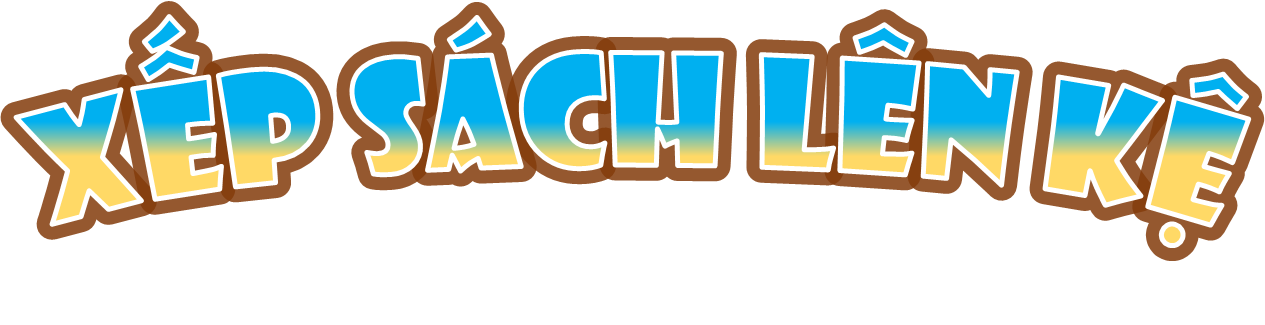 XẾP SÁCH LÊN KỆ